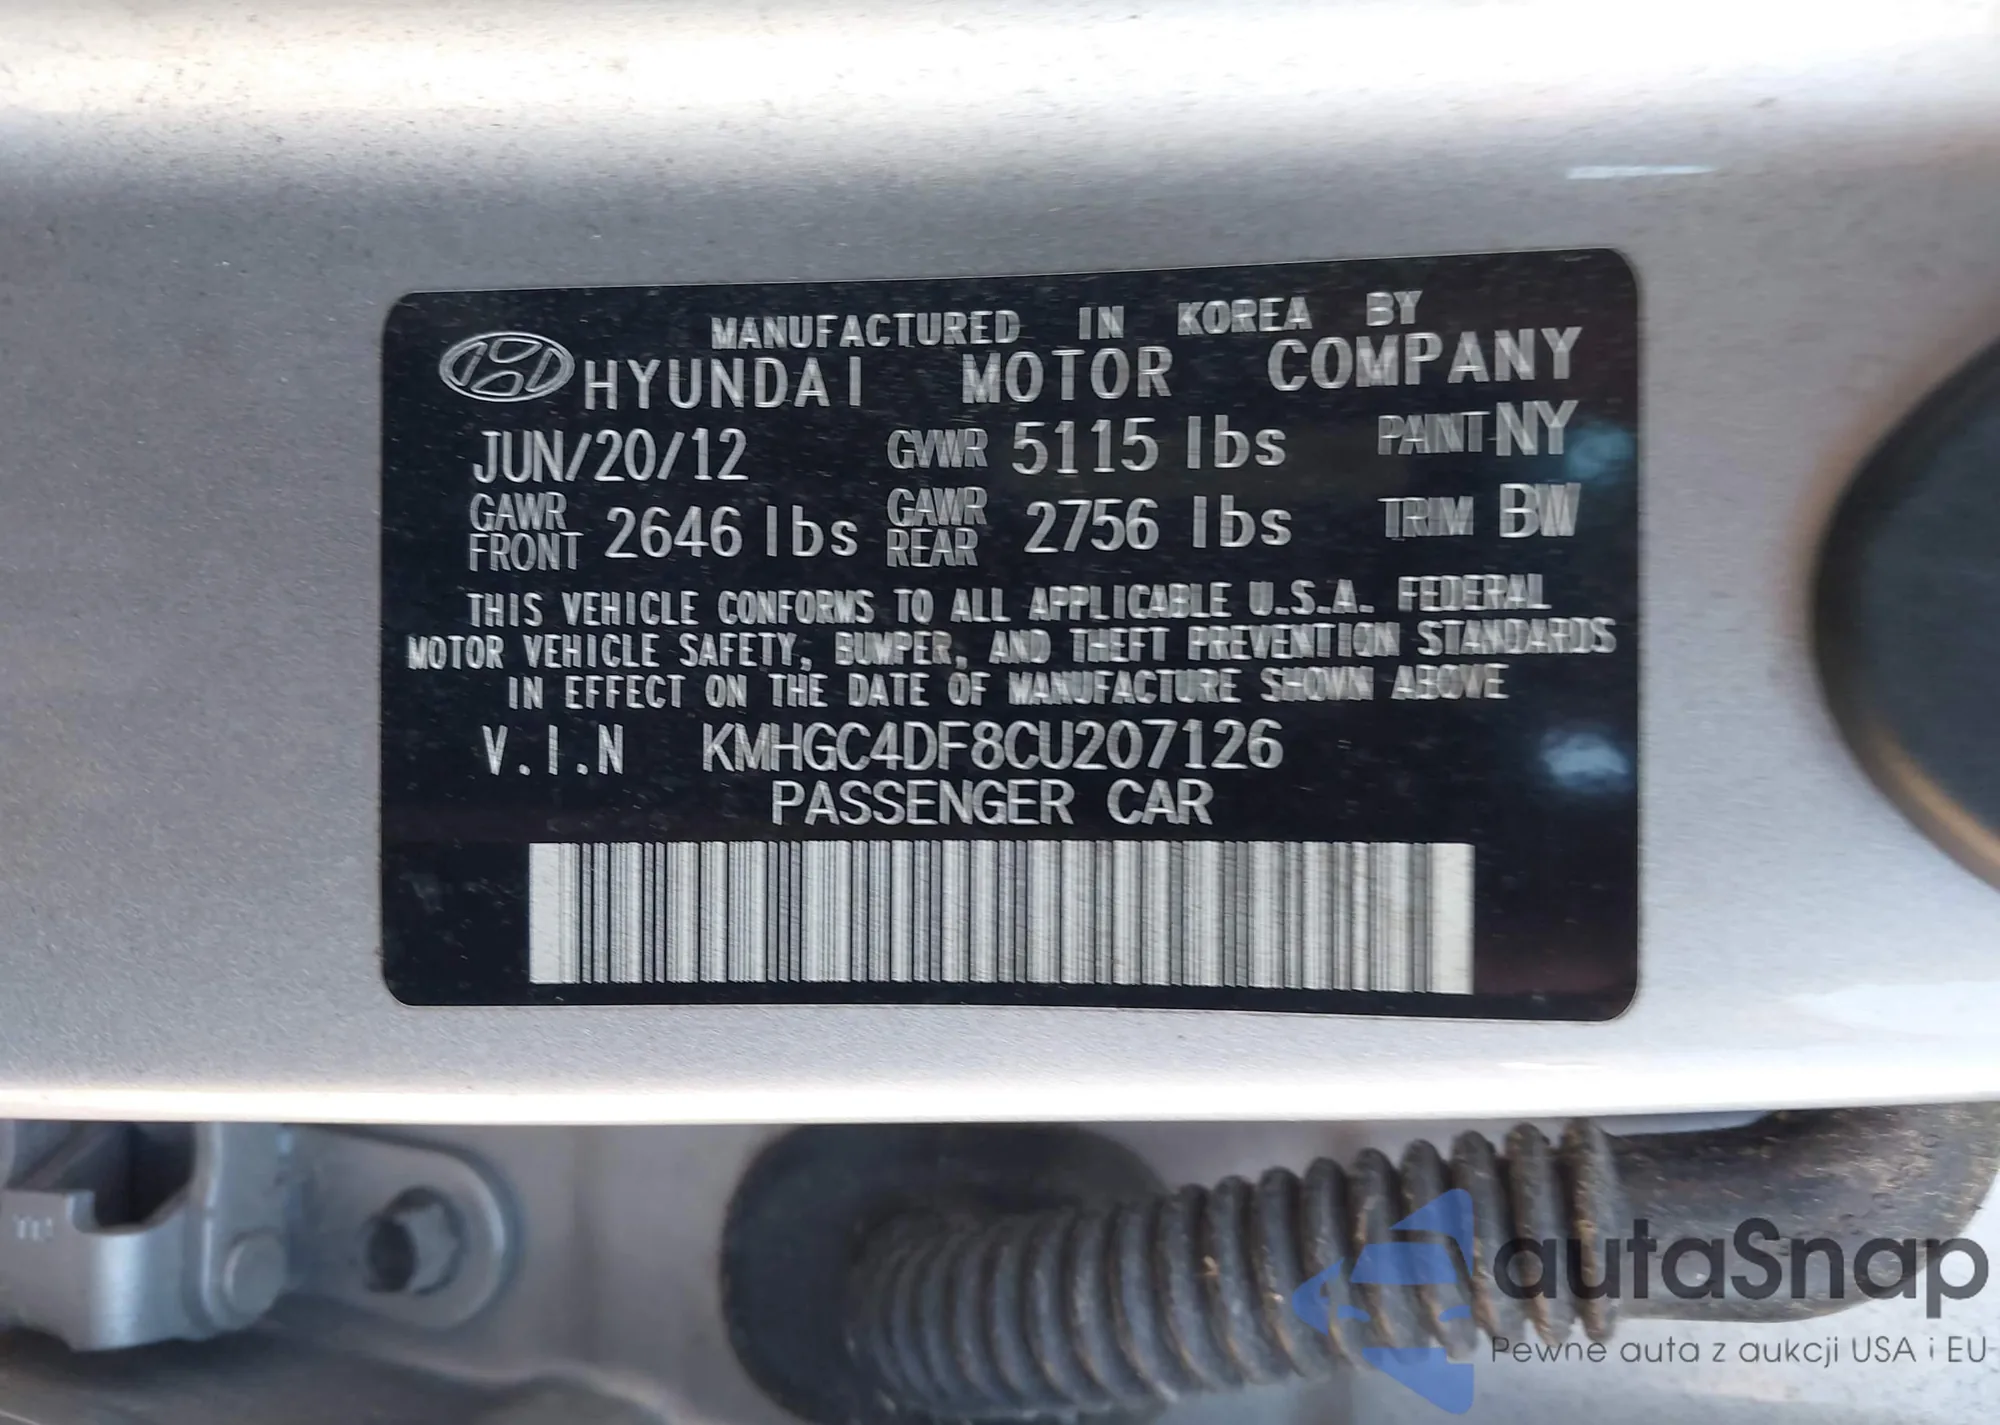 MANUFACTURED IN KOREA BY
HYUNDAI MOTOR COMPANY
JUN/20/12 GVWR 5115 lbs PAINT NY
GAWR FRONT 2646 lbs GAWR REAR 2756 lbs TRIM BW
THIS VEHICLE CONFORMS TO ALL APPLICABLE U.S.A. FEDERAL
MOTOR VEHICLE SAFETY, BUMPER, AND THEFT PREVENTION STANDARDS
IN EFFECT ON THE DATE OF MANUFACTURE SHOWN ABOVE
V.I.N KMHGC4DF8CU207126
PASSENGER CAR
autaSnap
Pewne auta z aukcji USA i EU